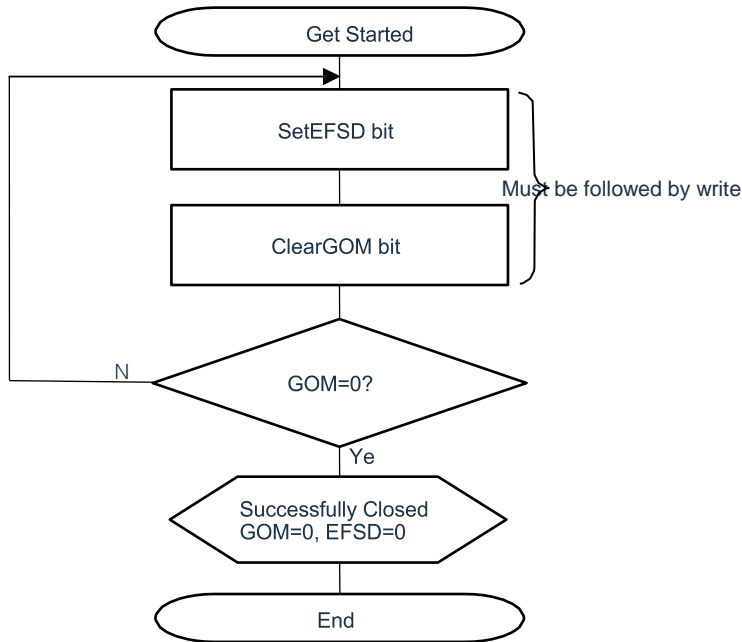 Get Started
SetEFSD bit
Must be followed by write
ClearGOM bit
N
GOM=0?
Ye
Successfully Closed
GOM=0, EFSD=0
End